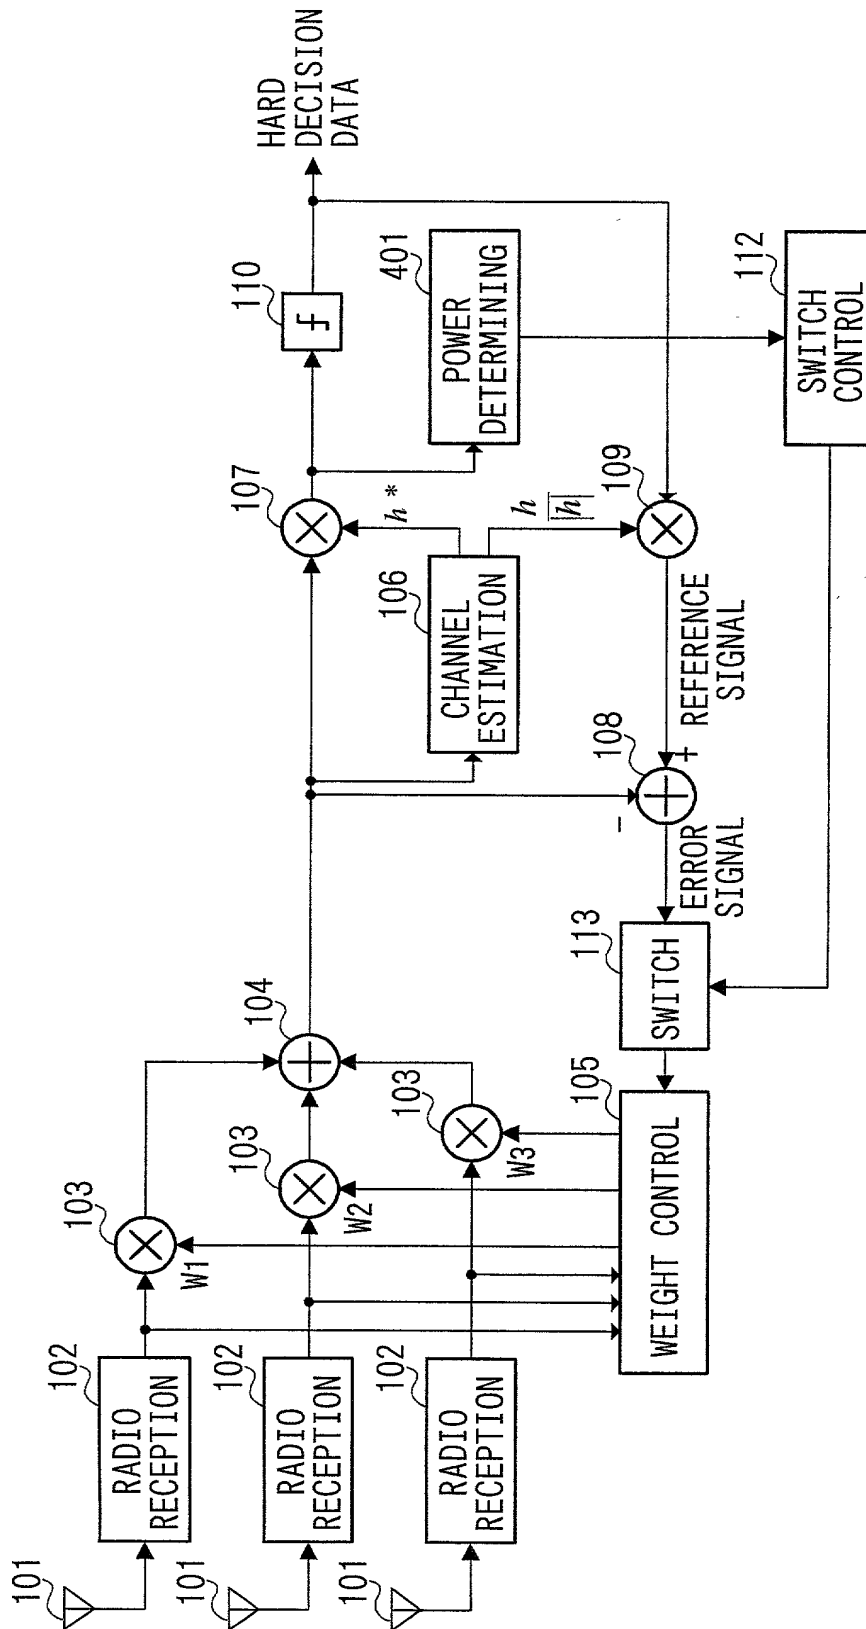 101
102
RADIO
RECEPTION
103
W1
101
102
RADIO
RECEPTION
103
W2
101
102
RADIO
RECEPTION
103
W3
104
105
WEIGHT CONTROL
113
SWITCH
ERROR
SIGNAL
108
-
+
REFERENCE
SIGNAL
106
CHANNEL
ESTIMATION
h*
h
|h|
107
109
110
401
POWER
DETERMINING
112
SWITCH
CONTROL
HARD
DECISION
DATA